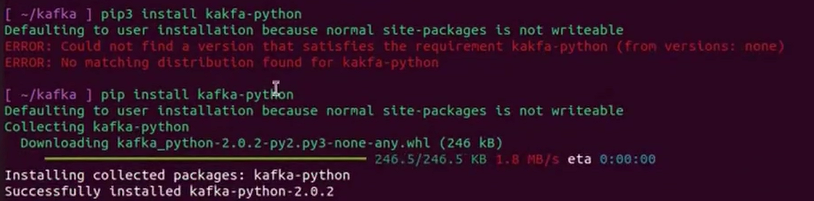 [ ~/kafka ] pip3 install kakfa-python
Defaulting to user installation because normal site-packages is not writeable
ERROR: Could not find a version that satisfies the requirement kakfa-python (from versions: none)
ERROR: No matching distribution found for kakfa-python
[ ~/kafka ] pip install kafka-python
Defaulting to user installation because normal site-packages is not writeable
Collecting kafka-python
Downloading kafka_python-2.0.2-py2.py3-none-any.whl (246 kB)
246.5/246.5 KB 1.8 MB/s eta 0:00:00
Installing collected packages: kafka-python
Successfully installed kafka-python-2.0.2